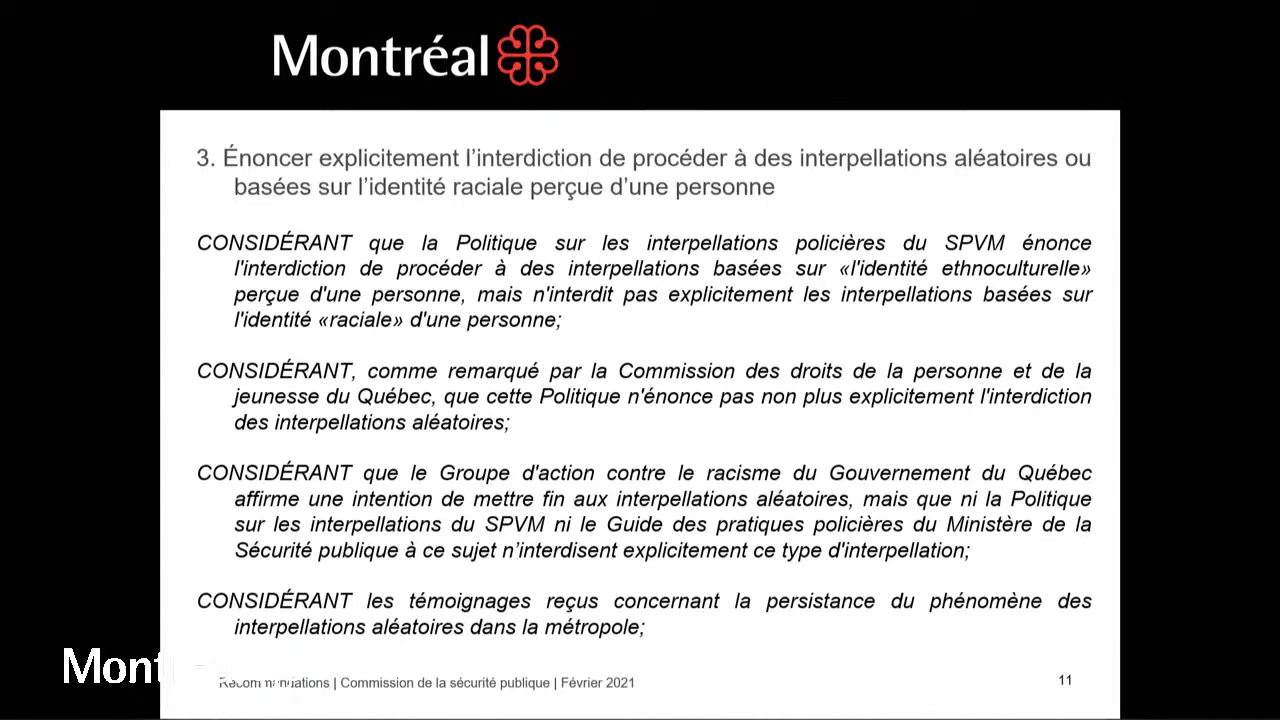 Montréal
3. Énoncer explicitement l’interdiction de procéder à des interpellations aléatoires ou
basées sur l’identité raciale perçue d’une personne
CONSIDÉRANT que la Politique sur les interpellations policières du SPVM énonce
l'interdiction de procéder à des interpellations basées sur «l'identité ethnoculturelle»
perçue d'une personne, mais n'interdit pas explicitement les interpellations basées sur
l'identité «raciale» d'une personne;
CONSIDÉRANT, comme remarqué par la Commission des droits de la personne et de la
jeunesse du Québec, que cette Politique n'énonce pas non plus explicitement l'interdiction
des interpellations aléatoires;
CONSIDÉRANT que le Groupe d'action contre le racisme du Gouvernement du Québec
affirme une intention de mettre fin aux interpellations aléatoires, mais que ni la Politique
sur les interpellations du SPVM ni le Guide des pratiques policières du Ministère de la
Sécurité publique à ce sujet n’interdisent explicitement ce type d'interpellation;
CONSIDÉRANT les témoignages reçus concernant la persistance du phénomène des
interpellations aléatoires dans la métropole;
Recommandations | Commission de la sécurité publique | Février 2021
11